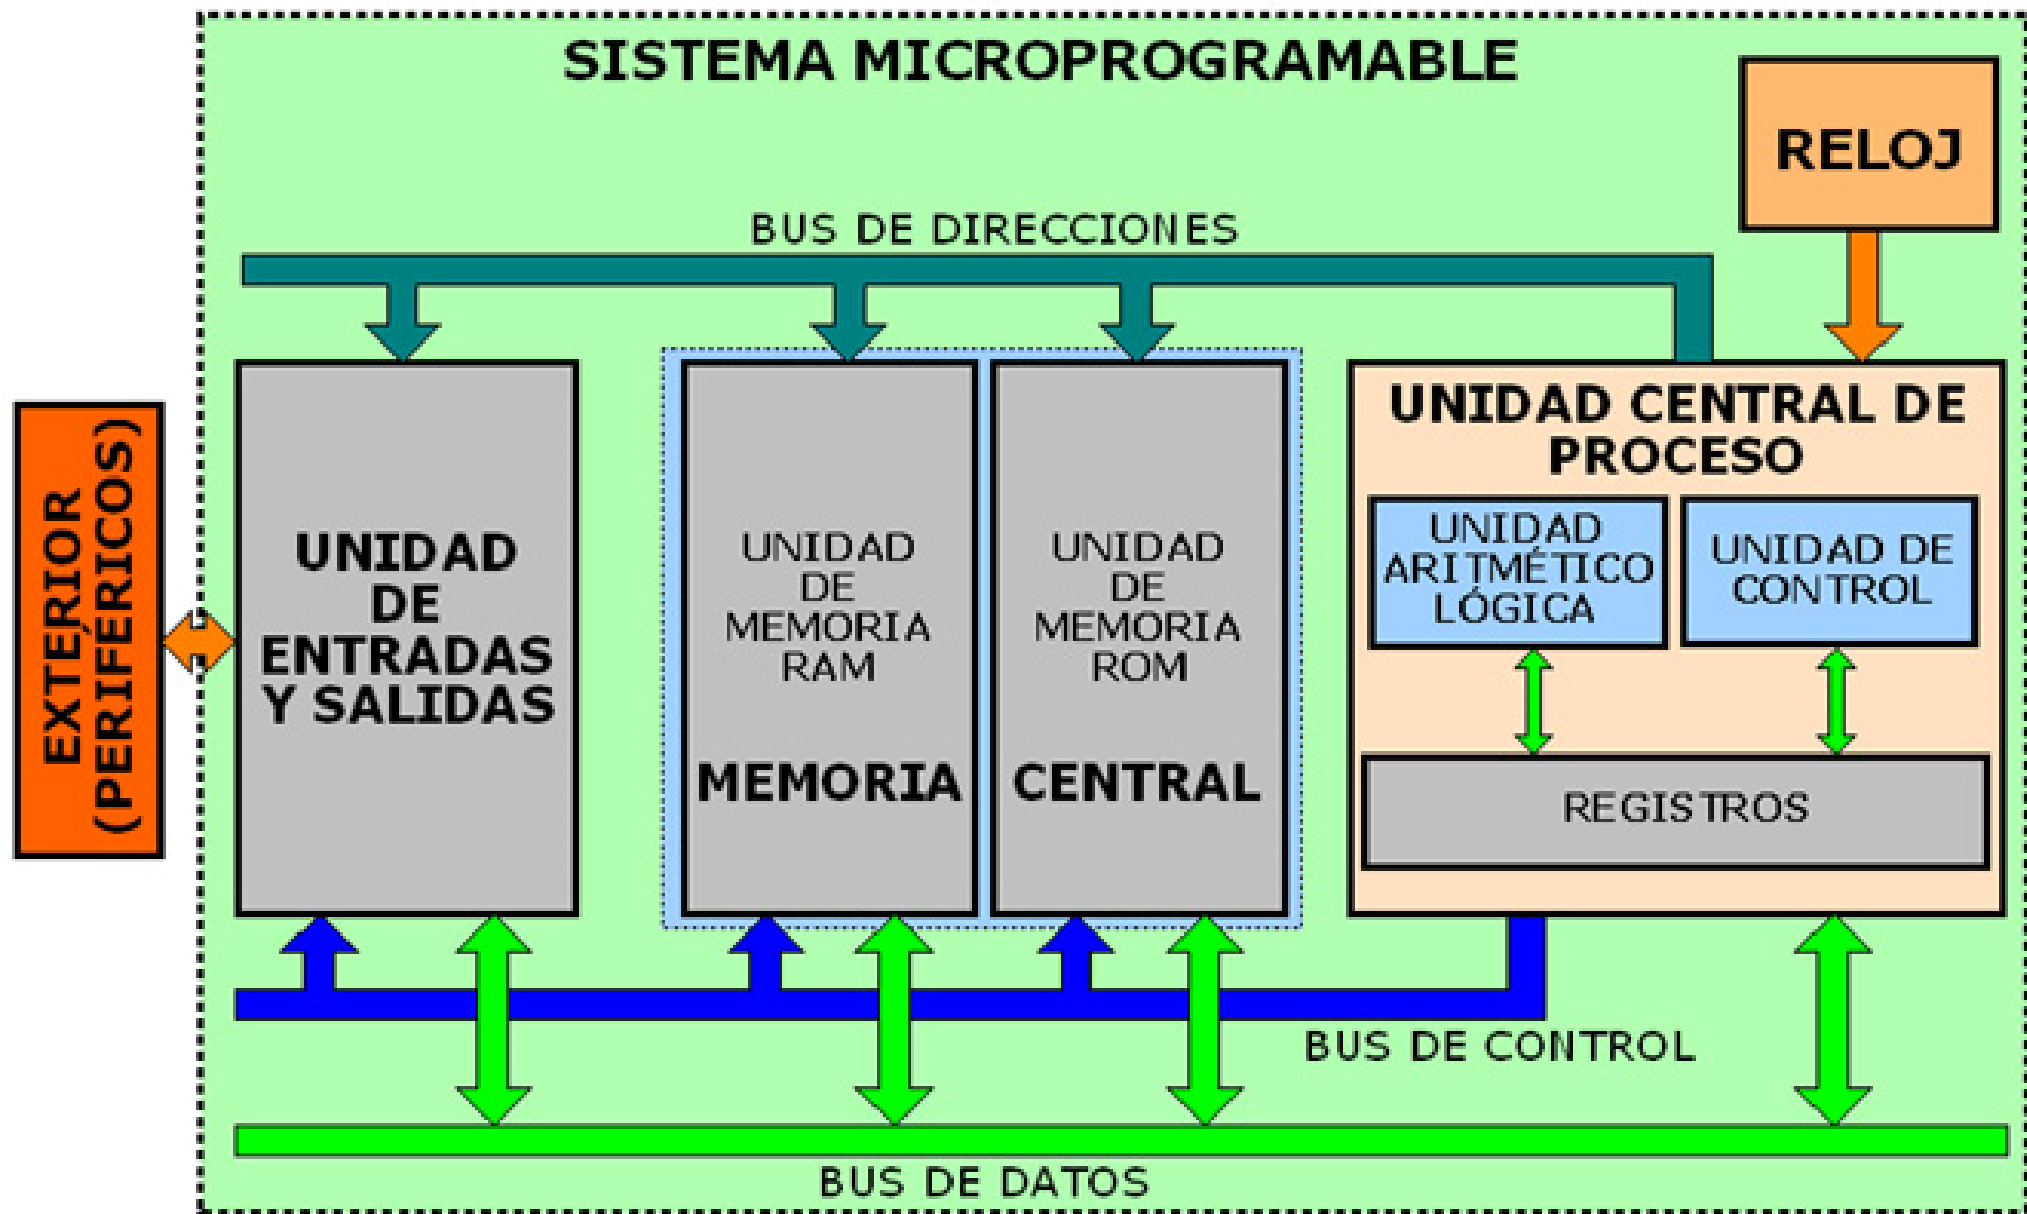 SISTEMA MICROPROGRAMABLE
RELOJ
BUS DE DIRECCIONES
EXTERIOR
(PERIFÉRICOS)
UNIDAD
DE
ENTRADAS
Y SALIDAS
UNIDAD
DE
MEMORIA
RAM
MEMORIA
UNIDAD
DE
MEMORIA
ROM
CENTRAL
UNIDAD CENTRAL DE
PROCESO
UNIDAD
ARITMÉTICO
LÓGICA
UNIDAD DE
CONTROL
REGISTROS
BUS DE CONTROL
BUS DE DATOS